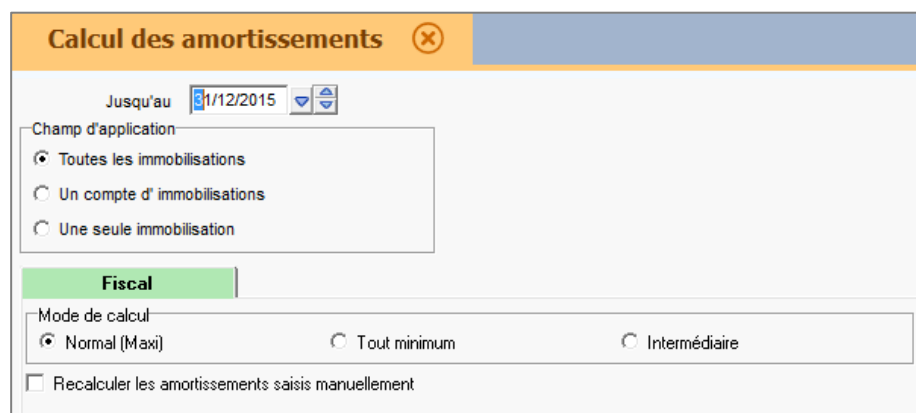 Calcul des amortissements
Jusqu'au 31/12/2015
Champ d'application
Toutes les immobilisations
Un compte d' immobilisations
Une seule immobilisation
Fiscal
Mode de calcul
Normal (Maxi) Tout minimum Intermédiaire
Recalculer les amortissements saisis manuellement